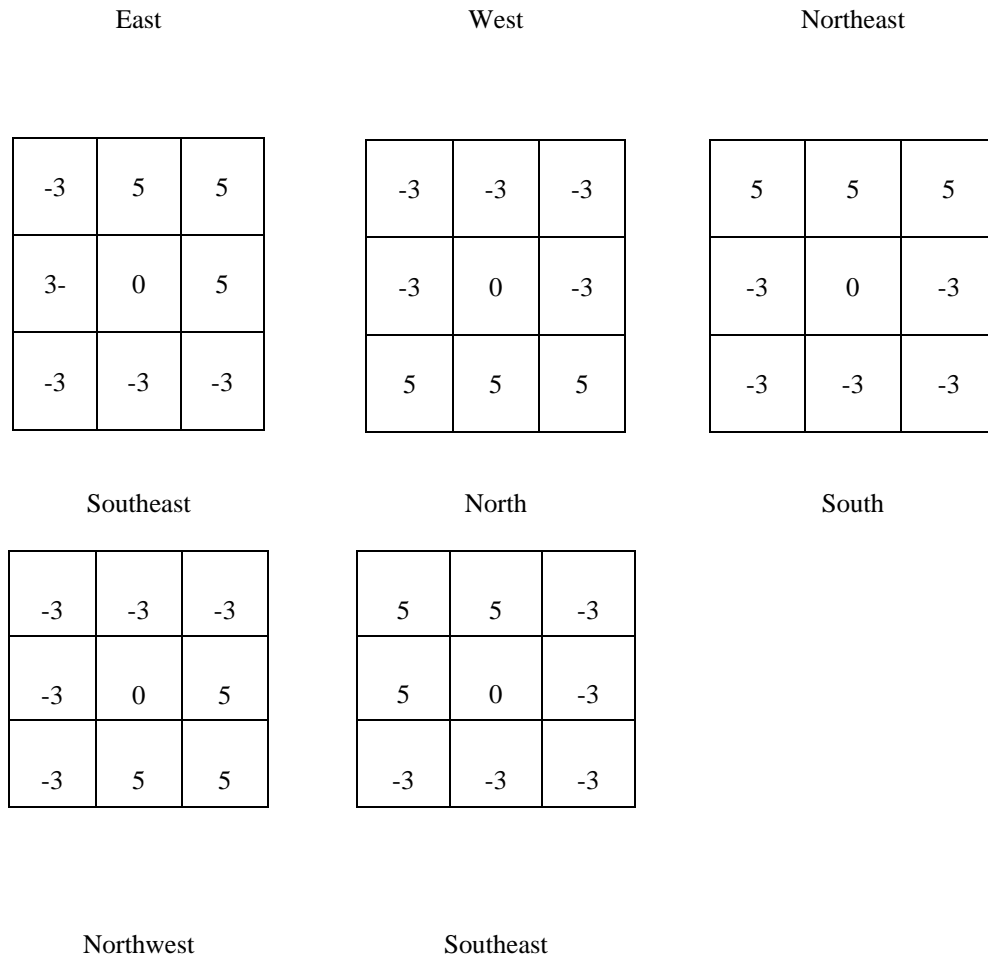 East West Northeast
-3 5 5 -3 -3 -3 5 5 5
3- 0 5 -3 0 -3 -3 0 -3
-3 -3 -3 5 5 5 -3 -3 -3
Southeast North South
-3 -3 -3 5 5 -3
-3 0 5 5 0 -3
-3 5 5 -3 -3 -3
Northwest Southeast